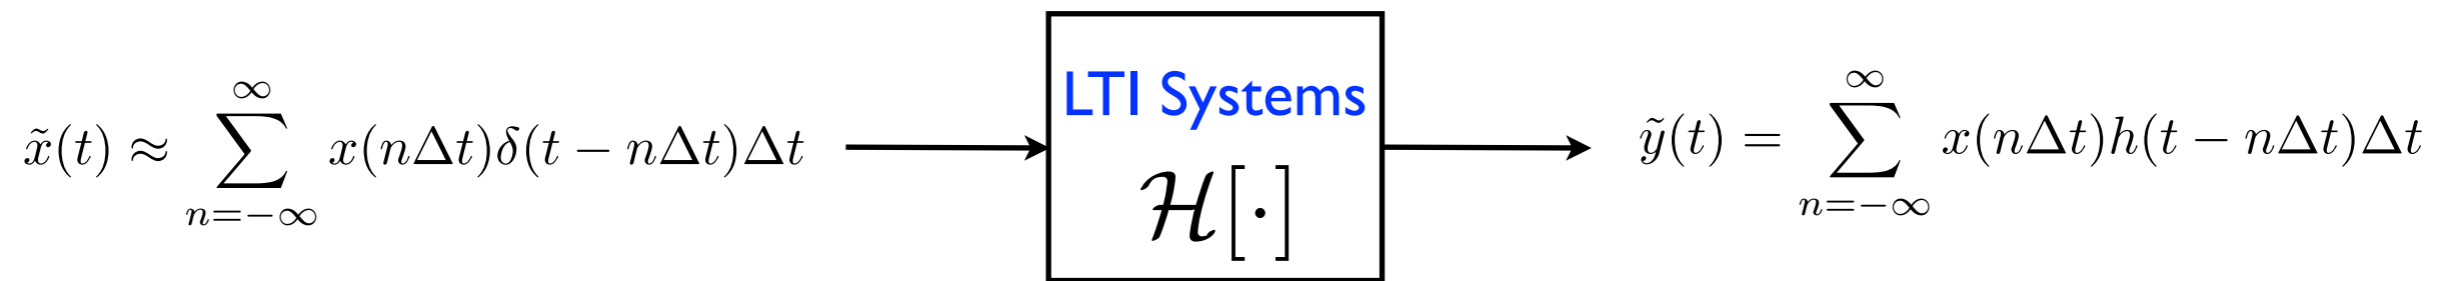 x̃(t) ≈ ∑_{n=−∞}^{∞} x(nΔt)δ(t − nΔt)Δt
LTI Systems
ℋ[·]
ỹ(t) = ∑_{n=−∞}^{∞} x(nΔt)h(t − nΔt)Δt